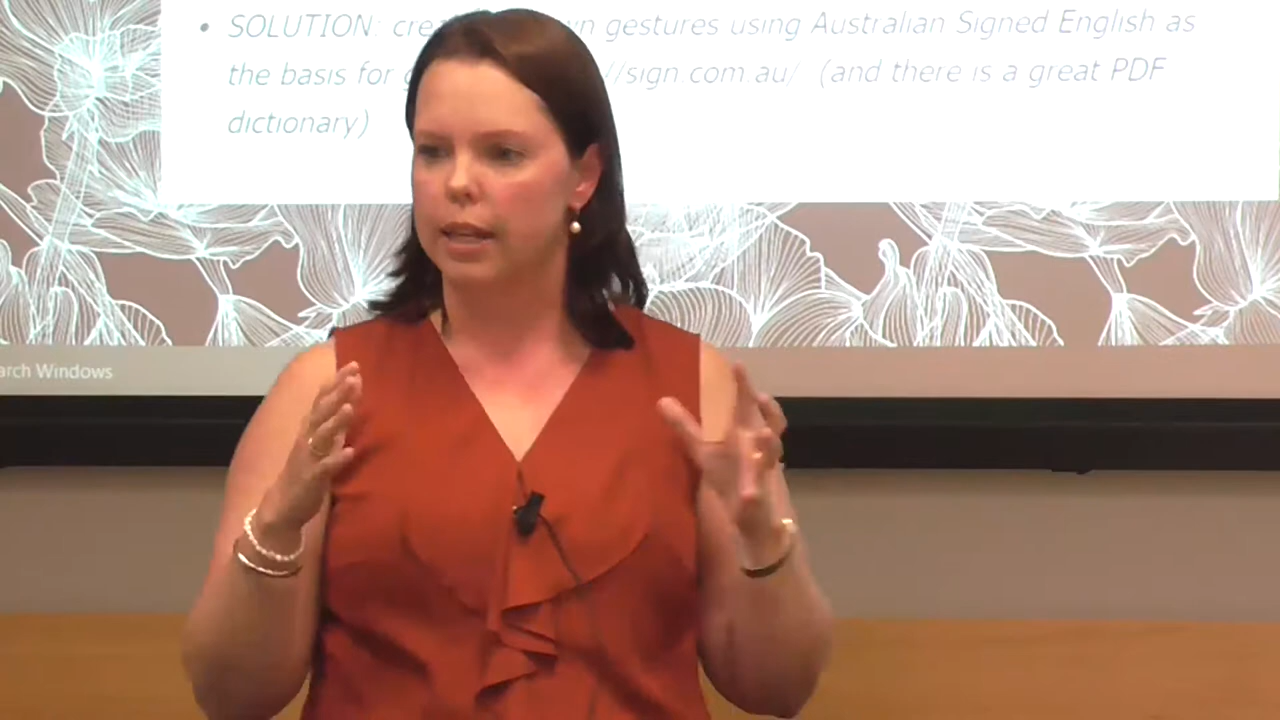 • SOLUTION: cre own gestures using Australian Signed English as
the basis for g //sign.com.au/ (and there is a great PDF
dictionary)
arch Windows